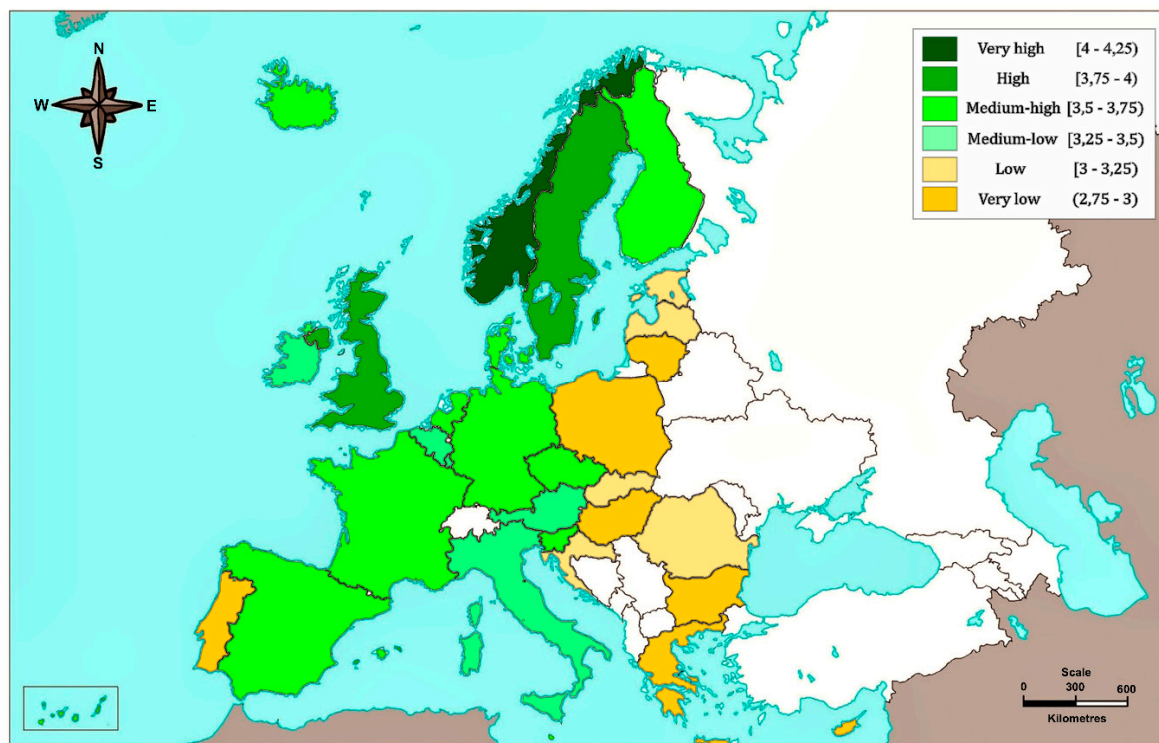 N
W E
S
Very high [4 - 4,25)
High [3,75 - 4)
Medium-high [3,5 - 3,75)
Medium-low [3,25 - 3,5)
Low [3 - 3,25)
Very low (2,75 - 3)
Scale
0 300 600
Kilometres